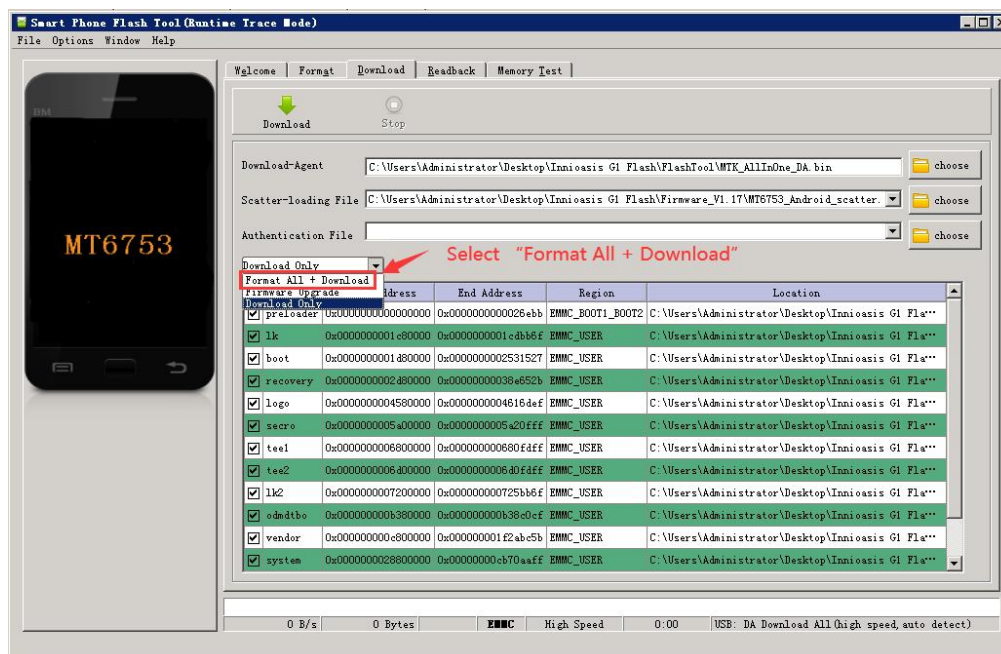 Smart Phone Flash Tool(Runtime Trace Mode)
File Options Window Help
Welcome Format Download Readback Memory Test
BM
MT6753
Download Stop
Download-Agent C:\Users\Administrator\Desktop\Innioasis G1 Flash\FlashTool\MTK_AllInOne_DA.bin choose
Scatter-loading File C:\Users\Administrator\Desktop\Innioasis G1 Flash\Firmware_V1.17\MT6753_Android_scatter. choose
Authentication File choose
Select “Format All + Download”
Download Only
Format All + Download
Firmware Upgrade
Download Only
ddress End Address Region Location
preloader 0x0000000000000000 0x0000000000026ebb EMMC_BOOT1_BOOT2 C:\Users\Administrator\Desktop\Innioasis G1 Fla...
lk 0x0000000001c80000 0x0000000001cdbb6f EMMC_USER C:\Users\Administrator\Desktop\Innioasis G1 Fla...
boot 0x0000000001d80000 0x0000000002531527 EMMC_USER C:\Users\Administrator\Desktop\Innioasis G1 Fla...
recovery 0x0000000002d80000 0x00000000038e652b EMMC_USER C:\Users\Administrator\Desktop\Innioasis G1 Fla...
logo 0x0000000004580000 0x0000000004616def EMMC_USER C:\Users\Administrator\Desktop\Innioasis G1 Fla...
secro 0x0000000005a00000 0x0000000005a20fff EMMC_USER C:\Users\Administrator\Desktop\Innioasis G1 Fla...
tee1 0x0000000006800000 0x000000000680fdff EMMC_USER C:\Users\Administrator\Desktop\Innioasis G1 Fla...
tee2 0x0000000006d00000 0x0000000006d0fdff EMMC_USER C:\Users\Administrator\Desktop\Innioasis G1 Fla...
lk2 0x0000000007200000 0x000000000725bb6f EMMC_USER C:\Users\Administrator\Desktop\Innioasis G1 Fla...
odmdtbo 0x000000000b380000 0x000000000b38c0cf EMMC_USER C:\Users\Administrator\Desktop\Innioasis G1 Fla...
vendor 0x000000000c800000 0x000000001f2abc5b EMMC_USER C:\Users\Administrator\Desktop\Innioasis G1 Fla...
system 0x0000000028800000 0x00000000cb70aaff EMMC_USER C:\Users\Administrator\Desktop\Innioasis G1 Fla...
0 B/s 0 Bytes EMMC High Speed 0:00 USB: DA Download All(high speed,auto detect)